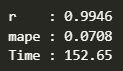 r    : 0.9946
mape : 0.0708
Time : 152.65